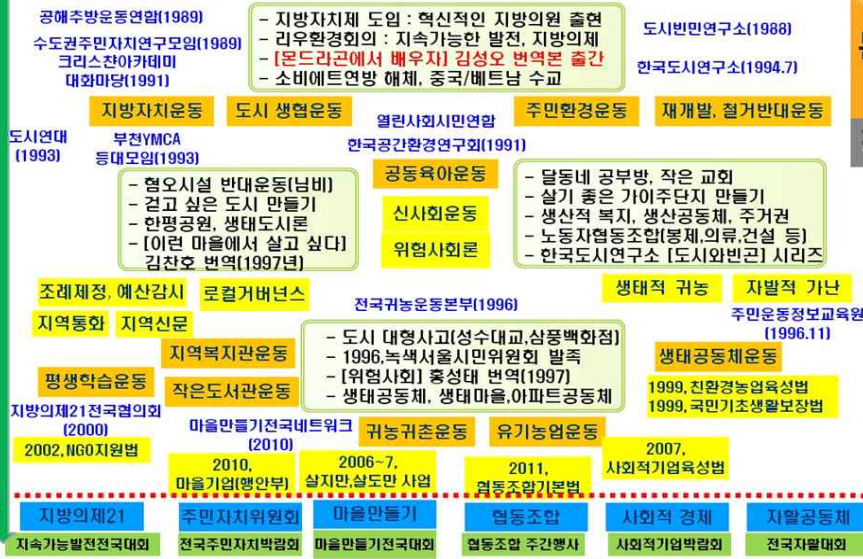 공해추방운동연합(1989)
수도권주민자치연구모임(1989)
크리스챤아카데미
대화마당(1991)
- 지방자치제 도입 : 혁신적인 지방의원 출현
- 리우환경회의 : 지속가능한 발전, 지방의제
- [몬드라곤에서 배우자] 김성오 번역본 출간
- 소비에트연방 해체, 중국/베트남 수교
도시빈민연구소(1988)
한국도시연구소(1994.7)
지방자치운동
도시 생협운동
주민환경운동
재개발, 철거반대운동
도시연대
(1993)
부천YMCA
등대모임(1993)
열린사회시민연합
한국공간환경연구회(1991)
공동육아운동
신사회운동
위험사회론
- 혐오시설 반대운동(님비)
- 걷고 싶은 도시 만들기
- 한평공원, 생태도시론
- [이런 마을에서 살고 싶다]
김찬호 번역(1997년)
- 달동네 공부방, 작은 교회
- 살기 좋은 가이주단지 만들기
- 생산적 복지, 생산공동체, 주거권
- 노동자협동조합(봉제,의류,건설 등)
- 한국도시연구소 [도시와빈곤] 시리즈
조례제정, 예산감시
로컬거버넌스
지역통화
지역신문
전국귀농운동본부(1996)
생태적 귀농
자발적 가난
주민운동정보교육원
(1996.11)
지역복지관운동
평생학습운동
작은도서관운동
- 도시 대형사고(성수대교,삼풍백화점)
- 1996,녹색서울시민위원회 발족
- [위험사회] 홍성태 번역(1997)
- 생태공동체, 생태마을,아파트공동체
생태공동체운동
1999,친환경농업육성법
1999,국민기초생활보장법
지방의제21전국협의회
(2000)
2002,NGO지원법
마을만들기전국네트워크
(2010)
귀농귀촌운동
유기농업운동
2010,
마을기업(행안부)
2006~7,
살지만,살도만 사업
2011,
협동조합기본법
2007,
사회적기업육성법
지방의제21
주민자치위원회
마을만들기
협동조합
사회적 경제
자활공동체
지속가능발전전국대회
전국주민자치박람회
마을만들기전국대회
협동조합 주간행사
사회적기업박람회
전국자활대회